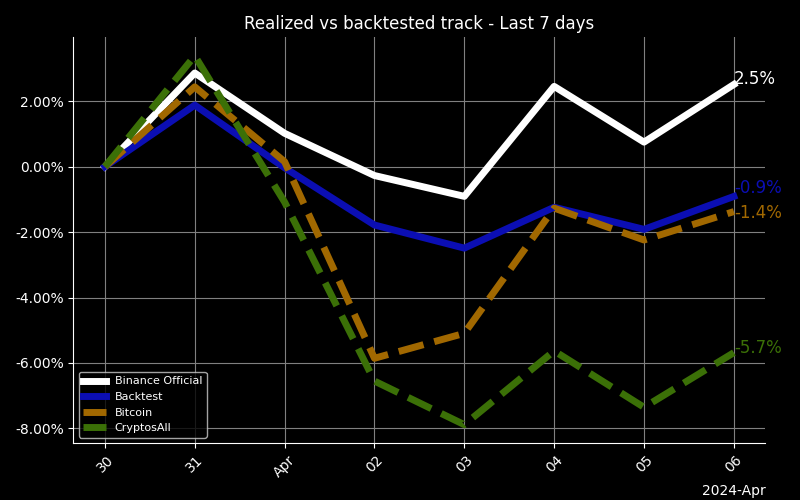 Realized vs backtested track - Last 7 days
2.5%
2.00%
0.00%
-0.9%
-1.4%
-2.00%
-4.00%
-5.7%
-6.00%
-8.00%
Binance Official
Backtest
Bitcoin
CryptosAll
30 31 Apr 02 03 04 05 06
2024-Apr